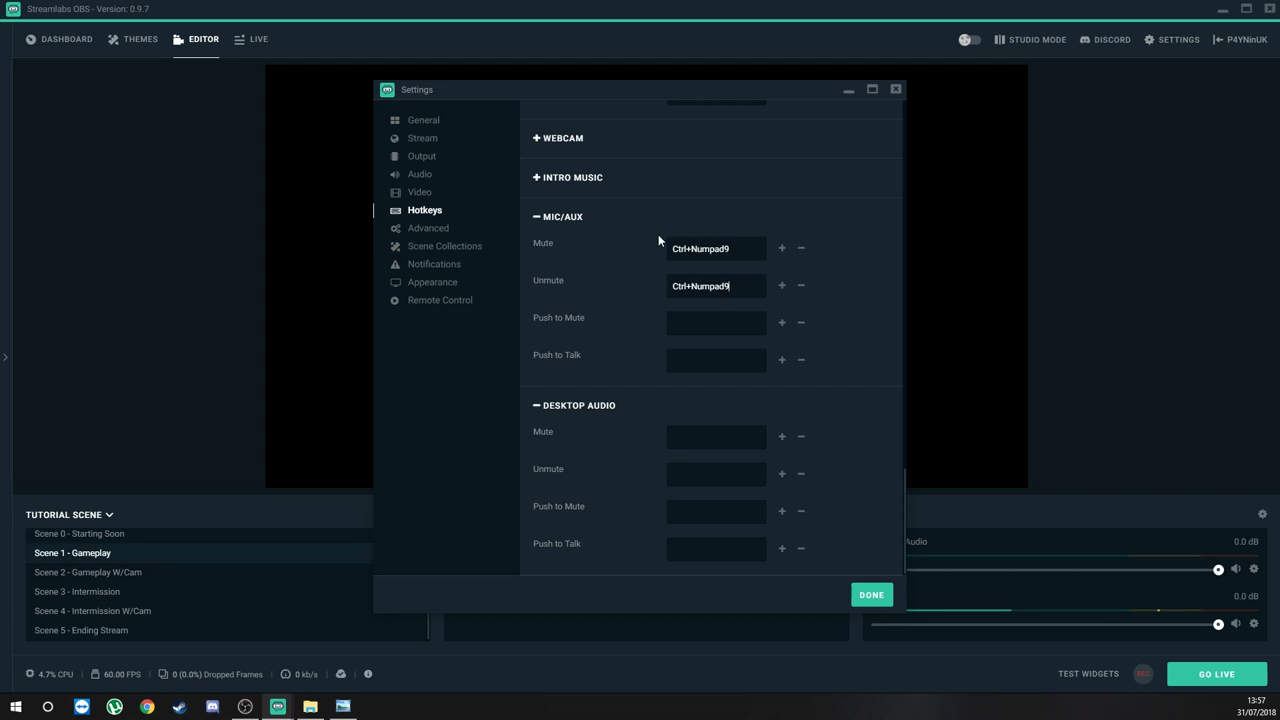 Streamlabs OBS - Version: 0.9.7
DASHBOARD THEMES EDITOR LIVE STUDIO MODE DISCORD SETTINGS P4YNinUK
Settings
General
Stream
Output
Audio
Video
Hotkeys
Advanced
Scene Collections
Notifications
Appearance
Remote Control
WEBCAM
INTRO MUSIC
MIC/AUX
Mute Ctrl+Numpad9
Unmute Ctrl+Numpad9
Push to Mute
Push to Talk
DESKTOP AUDIO
Mute
Unmute
Push to Mute
Push to Talk
DONE
TUTORIAL SCENE
Scene 0 - Starting Soon
Scene 1 - Gameplay
Scene 2 - Gameplay W/Cam
Scene 3 - Intermission
Scene 4 - Intermission W/Cam
Scene 5 - Ending Stream
Audio 0.0 dB
0.0 dB
4.7% CPU 60.00 FPS 0 (0.0%) Dropped Frames 0 kb/s TEST WIDGETS REC GO LIVE
13:57
31/07/2018